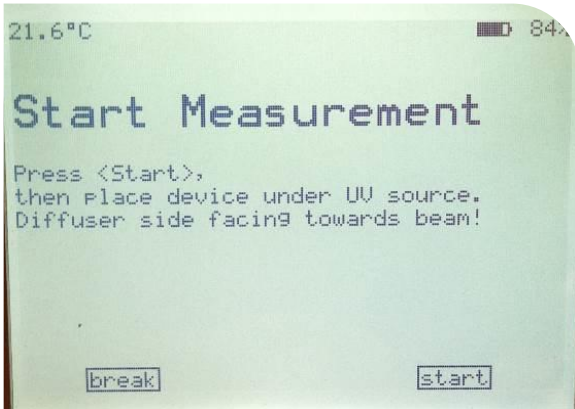 21.6°C 84%
Start Measurement
Press <Start>,
then place device under UV source.
Diffuser side facing towards beam!
break start